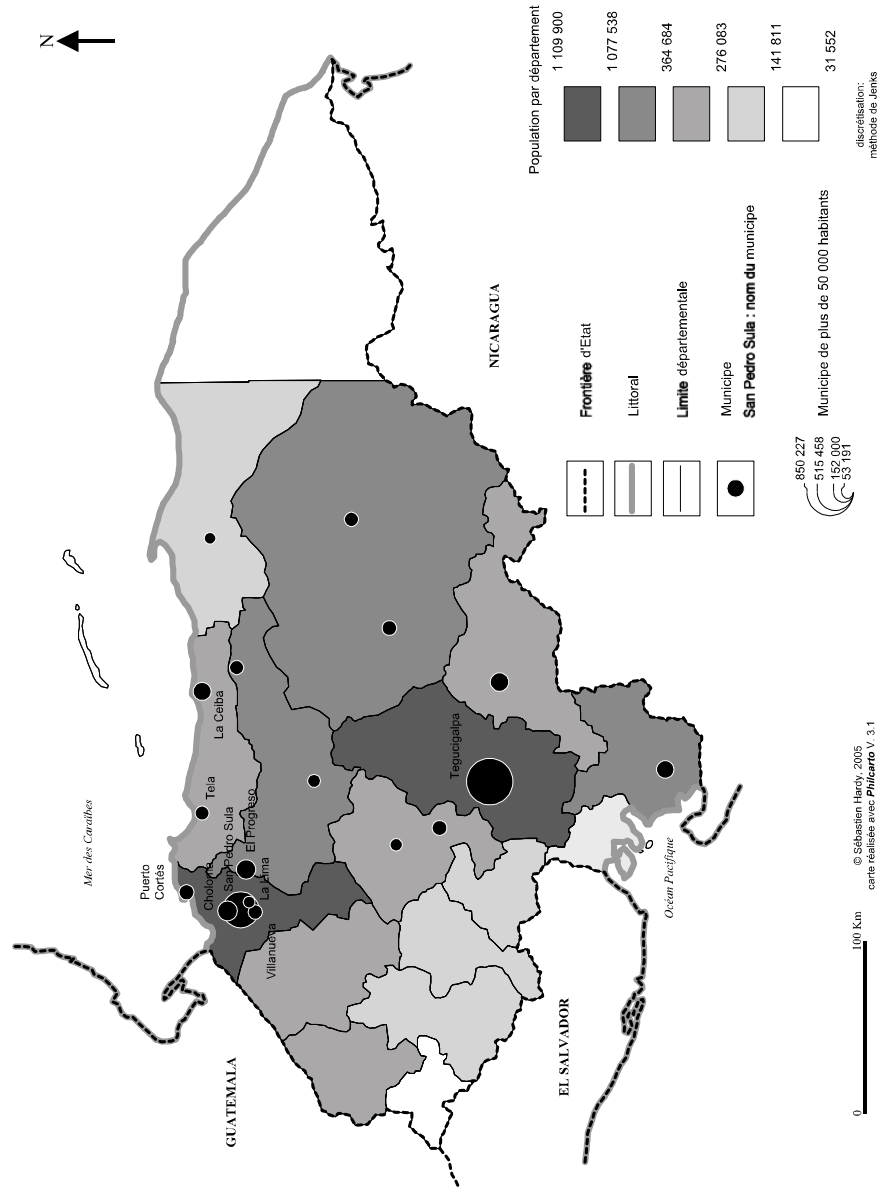 N
Mer des Caraïbes
Puerto
Cortés
Choloma
San Pedro Sula
El Progreso
La Lima
Villanueva
Tela
La Ceiba
Tegucigalpa
GUATEMALA
EL SALVADOR
NICARAGUA
Océan Pacifique
0
100 Km
© Sébastien Hardy, 2005
carte réalisée avec Philcarto V. 3.1
Frontière d'Etat
Littoral
Limite départementale
Municipe
San Pedro Sula : nom du municipe
850 227
515 458
152 000
53 191
Municipe de plus de 50 000 habitants
Population par département
1 109 900
1 077 538
364 684
276 083
141 811
31 552
discrétisation:
méthode de Jenks